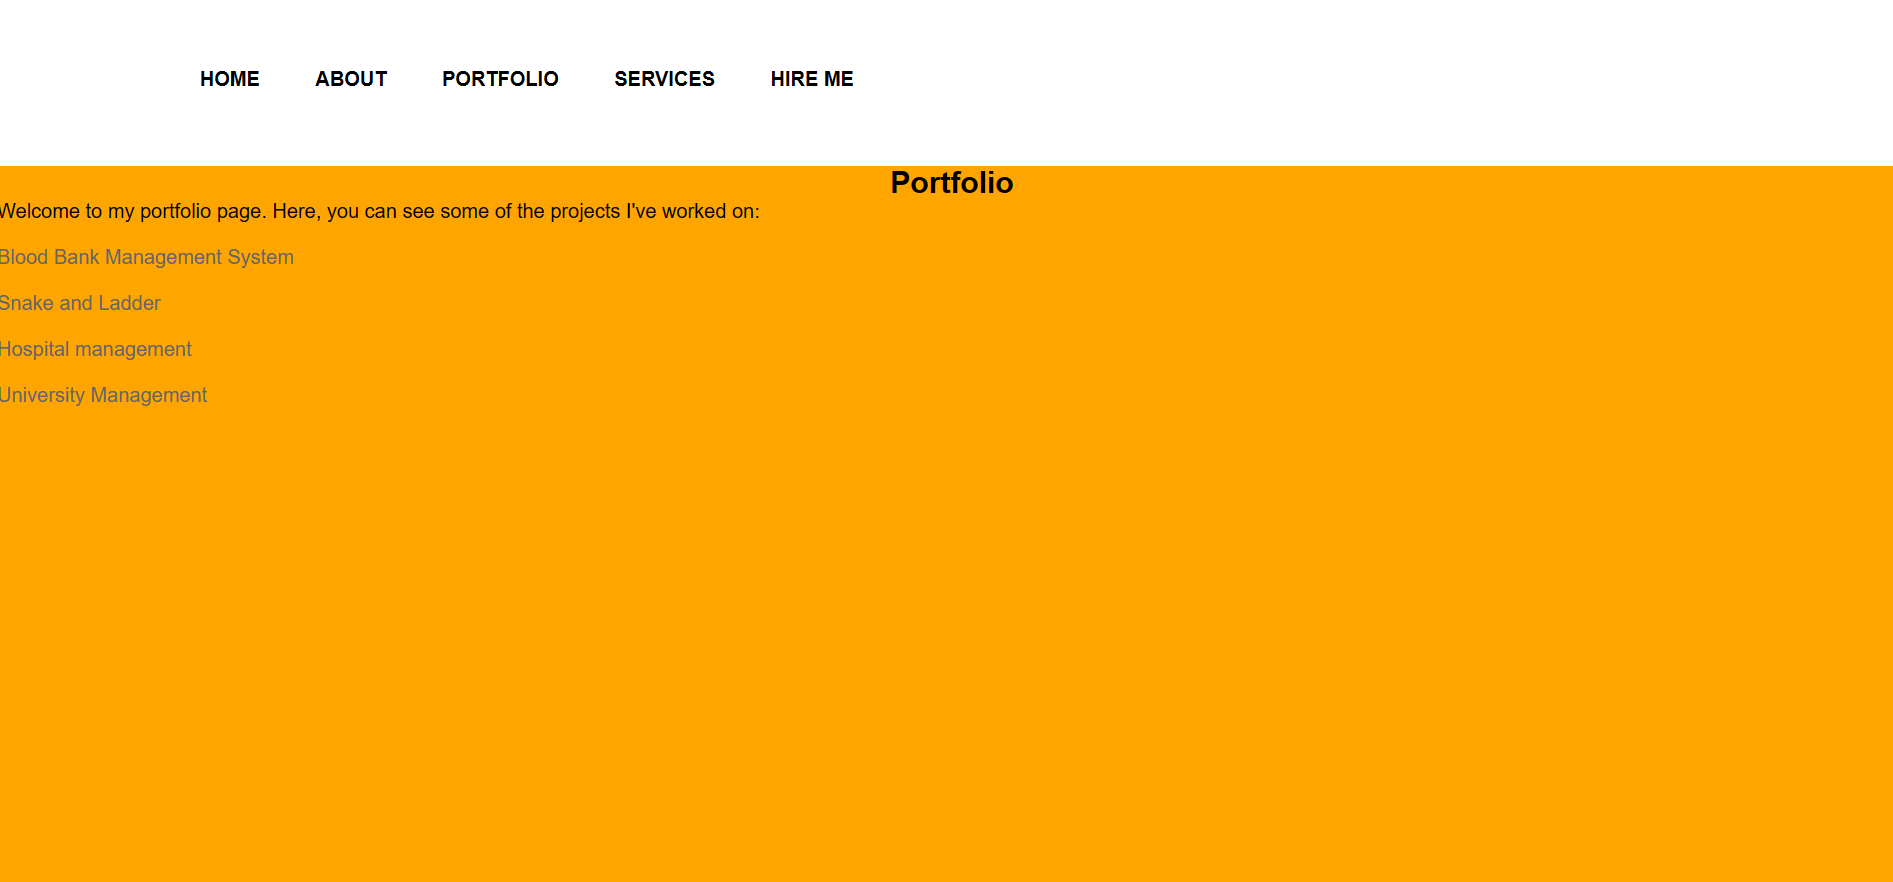 HOME ABOUT PORTFOLIO SERVICES HIRE ME
Portfolio
Welcome to my portfolio page. Here, you can see some of the projects I've worked on:
Blood Bank Management System
Snake and Ladder
Hospital management
University Management